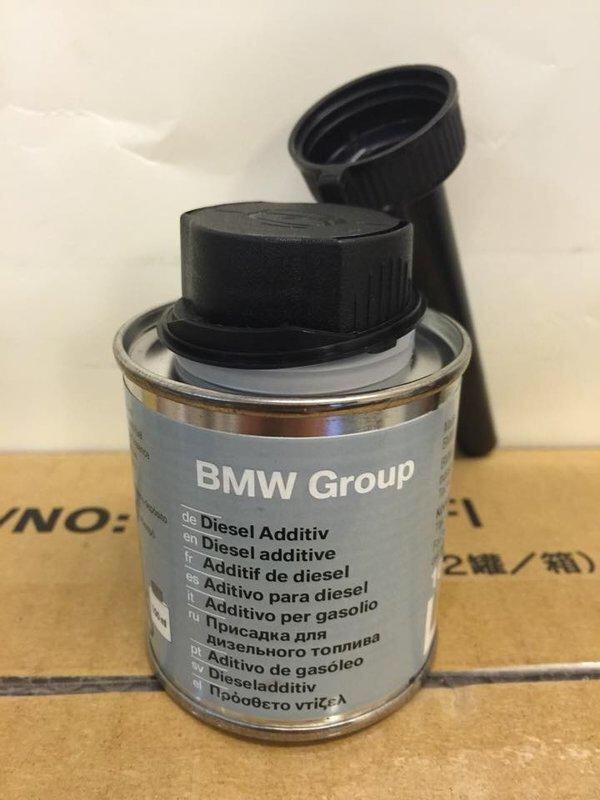 BMW Group
de Diesel Additiv
en Diesel additive
fr Additif de diesel
es Aditivo para diesel
it Additivo per gasolio
ru Присадка для
дизельного топлива
pt Aditivo de gasóleo
sv Dieseladditiv
el Πρόσθετο ντίζελ
/NO:
2罐/箱)